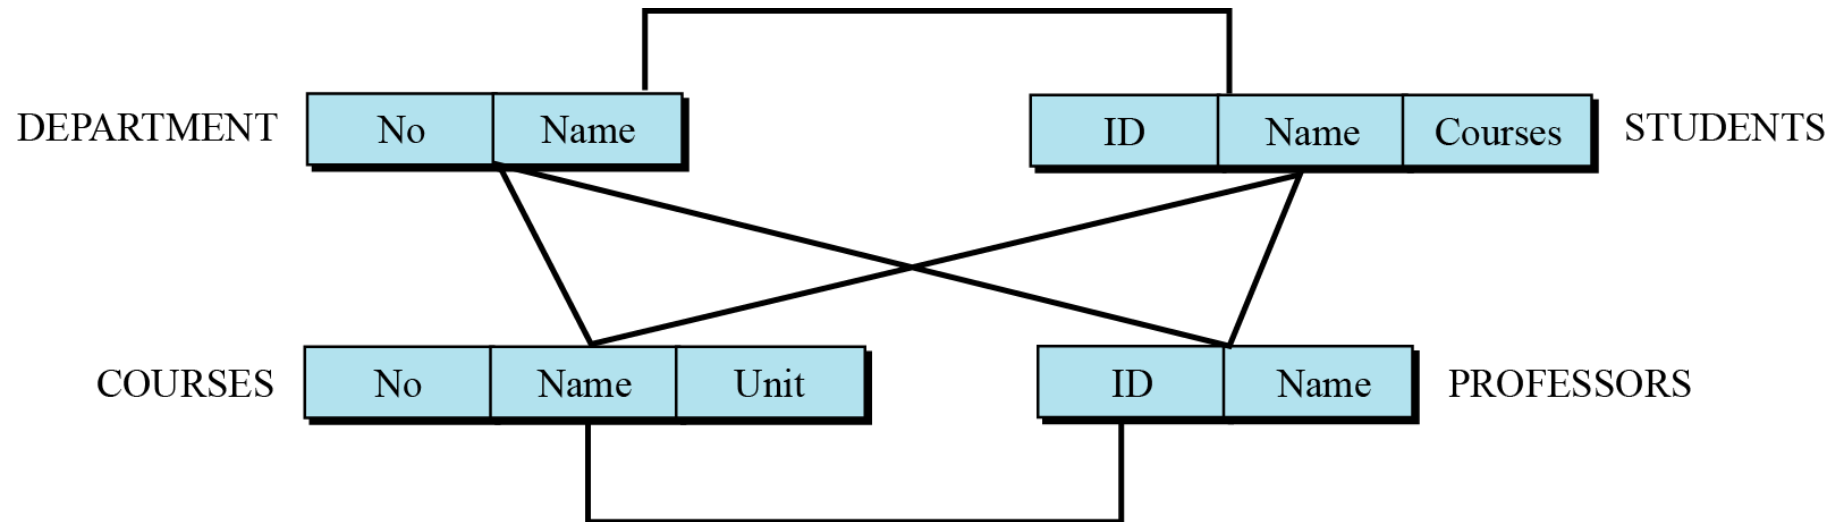 DEPARTMENT No Name
ID Name Courses STUDENTS
COURSES No Name Unit
ID Name PROFESSORS